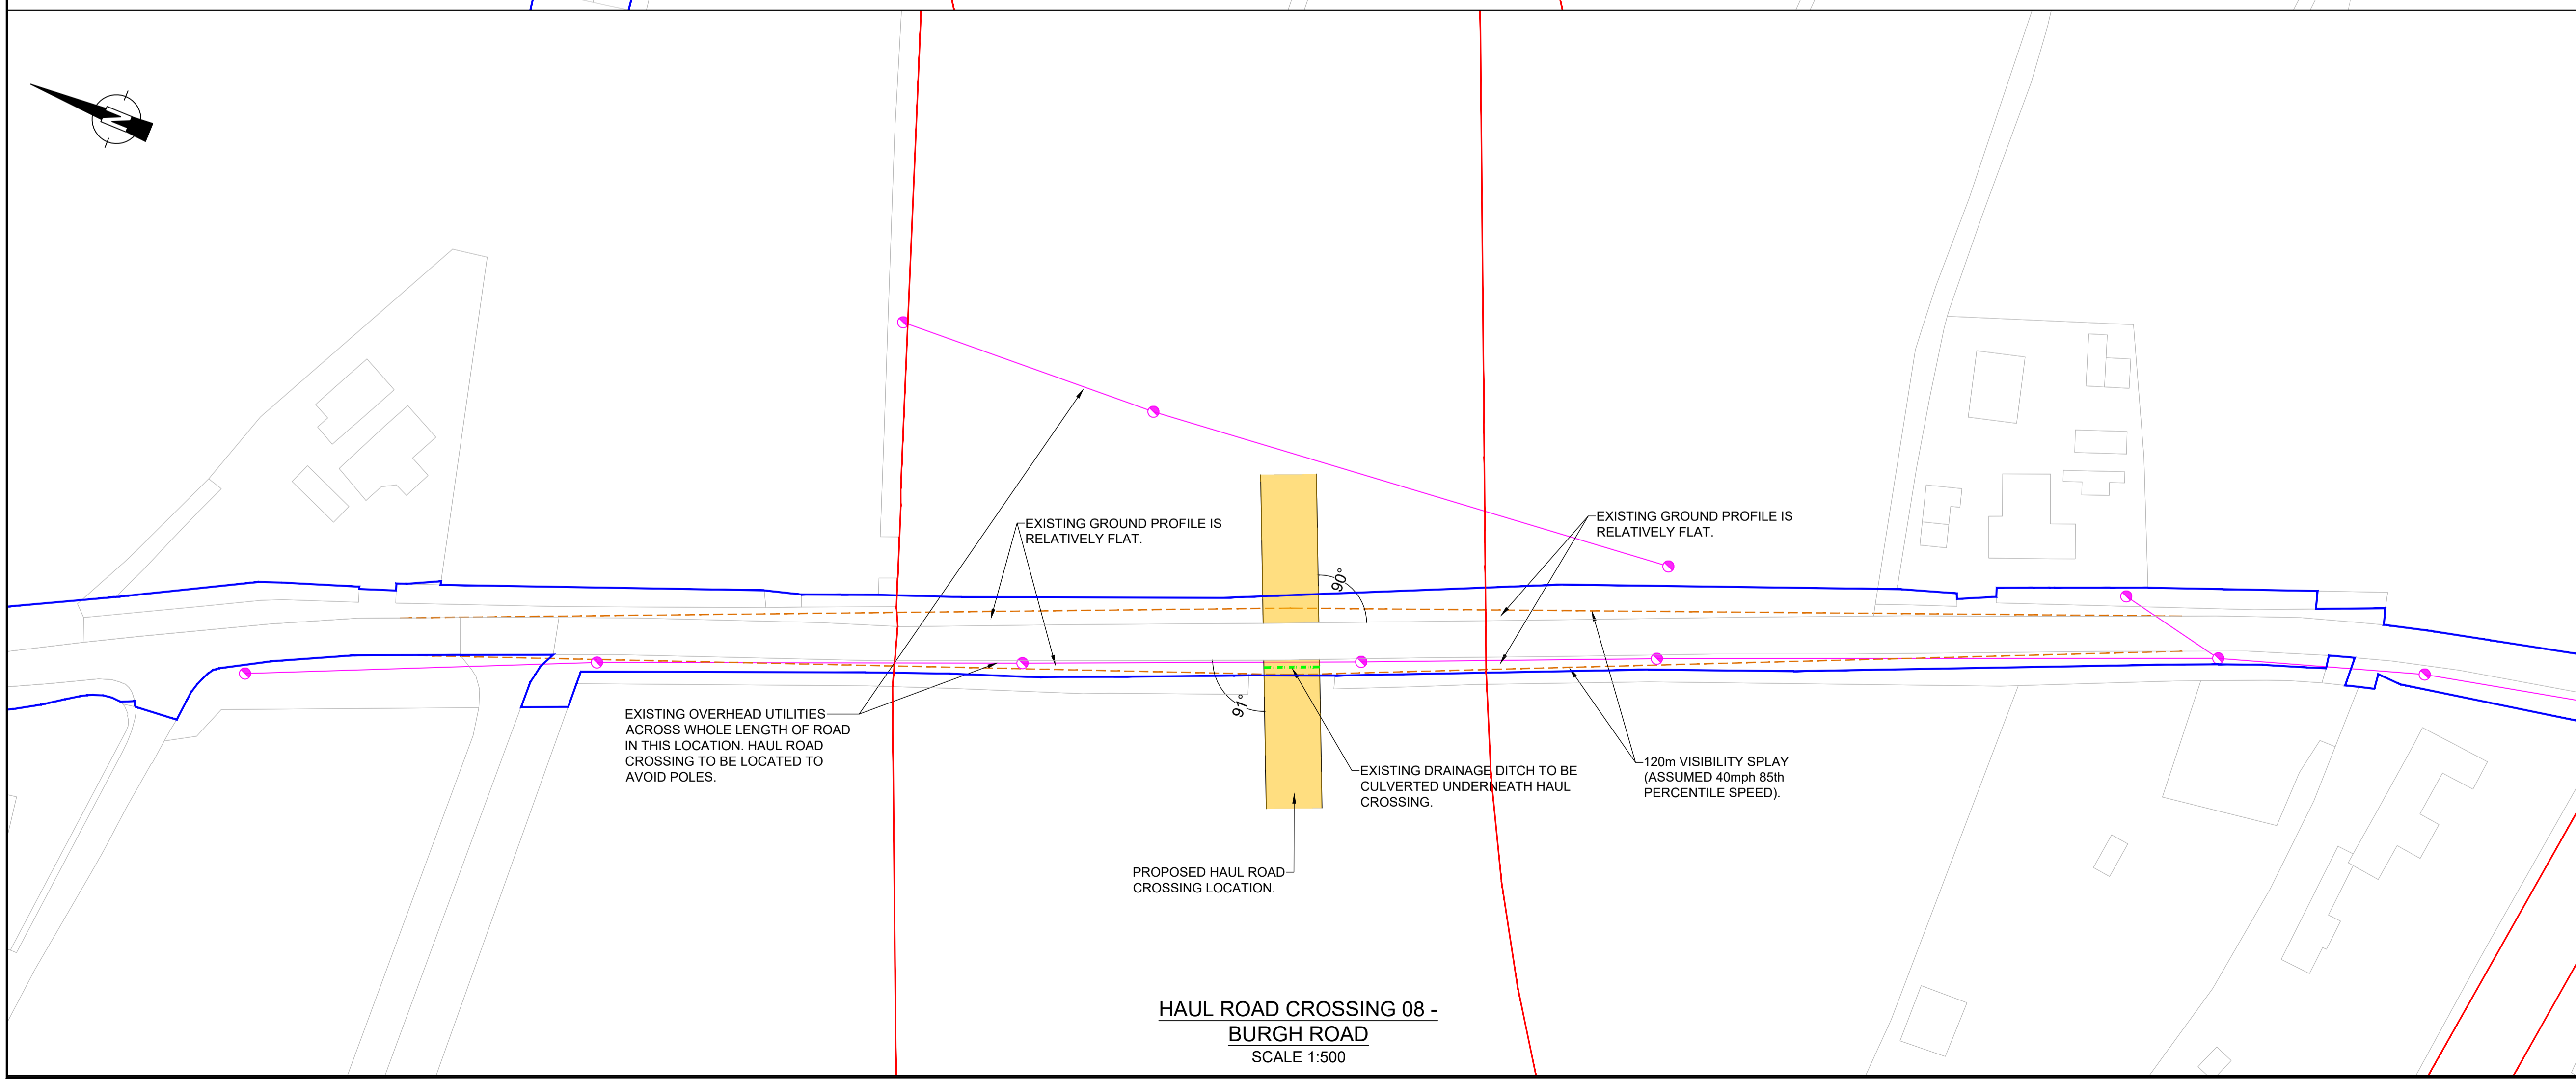 N
EXISTING GROUND PROFILE IS
RELATIVELY FLAT.
EXISTING GROUND PROFILE IS
RELATIVELY FLAT.
90°
91°
EXISTING OVERHEAD UTILITIES
ACROSS WHOLE LENGTH OF ROAD
IN THIS LOCATION. HAUL ROAD
CROSSING TO BE LOCATED TO
AVOID POLES.
EXISTING DRAINAGE DITCH TO BE
CULVERTED UNDERNEATH HAUL
CROSSING.
120m VISIBILITY SPLAY
(ASSUMED 40mph 85th
PERCENTILE SPEED).
PROPOSED HAUL ROAD
CROSSING LOCATION.
HAUL ROAD CROSSING 08 -
BURGH ROAD
SCALE 1:500